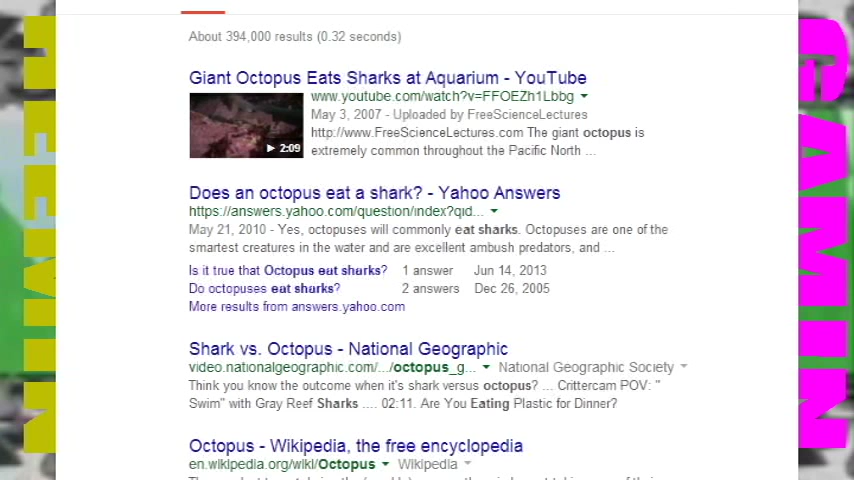 About 394,000 results (0.32 seconds)
Giant Octopus Eats Sharks at Aquarium - YouTube
www.youtube.com/watch?v=FFOEZh1Lbbg
May 3, 2007 - Uploaded by FreeScienceLectures
http://www.FreeScienceLectures.com The giant octopus is
extremely common throughout the Pacific North ...
2:09
Does an octopus eat a shark? - Yahoo Answers
https://answers.yahoo.com/question/index?qid...
May 21, 2010 - Yes, octopuses will commonly eat sharks. Octopuses are one of the
smartest creatures in the water and are excellent ambush predators, and ...
Is it true that Octopus eat sharks? 1 answer Jun 14, 2013
Do octopuses eat sharks? 2 answers Dec 26, 2005
More results from answers.yahoo.com
Shark vs. Octopus - National Geographic
video.nationalgeographic.com/.../octopus_g... National Geographic Society
Think you know the outcome when it's shark versus octopus? ... Crittercam POV: "
Swim" with Gray Reef Sharks .... 02:11. Are You Eating Plastic for Dinner?
Octopus - Wikipedia, the free encyclopedia
en.wikipedia.org/wiki/Octopus Wikipedia
GAMIN